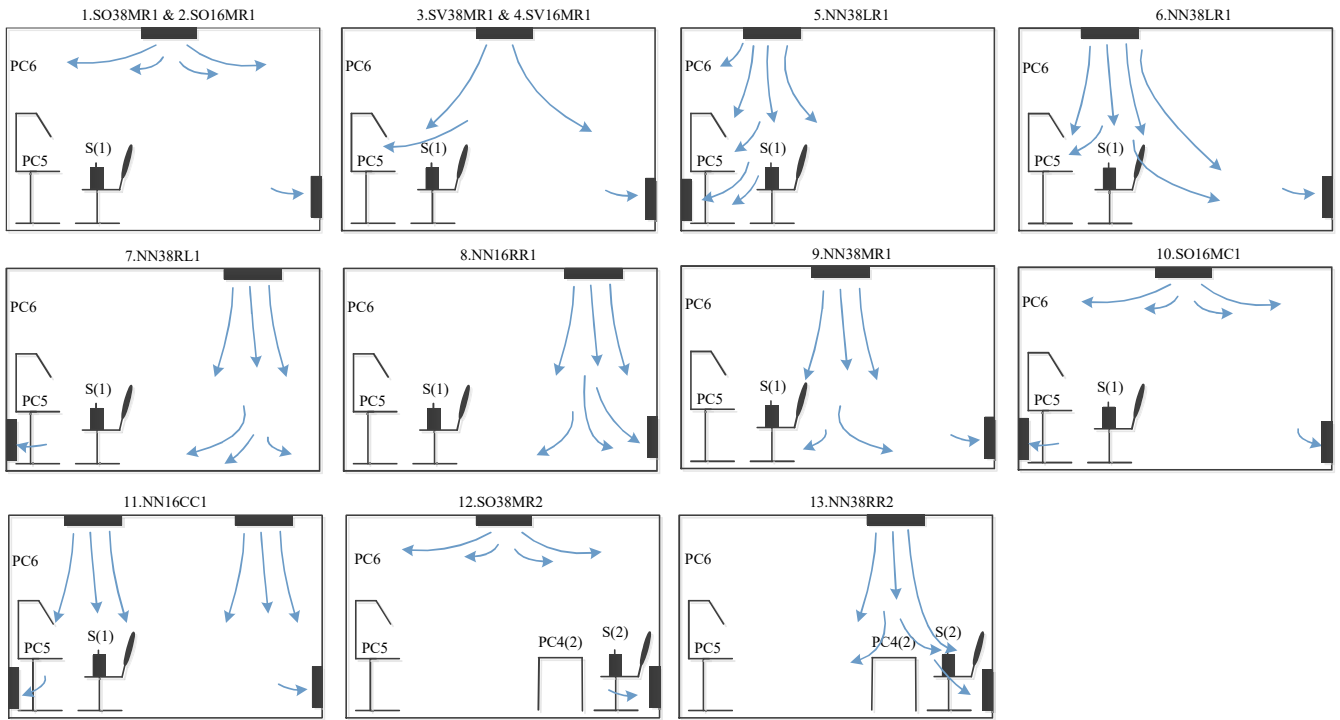 1.SO38MR1 & 2.SO16MR1
PC6
S(1)
PC5
3.SV38MR1 & 4.SV16MR1
PC6
S(1)
PC5
5.NN38LR1
PC6
S(1)
PC5
6.NN38LR1
PC6
S(1)
PC5
7.NN38RL1
PC6
S(1)
PC5
8.NN16RR1
PC6
S(1)
PC5
9.NN38MR1
PC6
S(1)
PC5
10.SO16MC1
PC6
S(1)
PC5
11.NN16CC1
PC6
S(1)
PC5
12.SO38MR2
PC6
S(2)
PC4(2)
PC5
13.NN38RR2
PC6
S(2)
PC4(2)
PC5